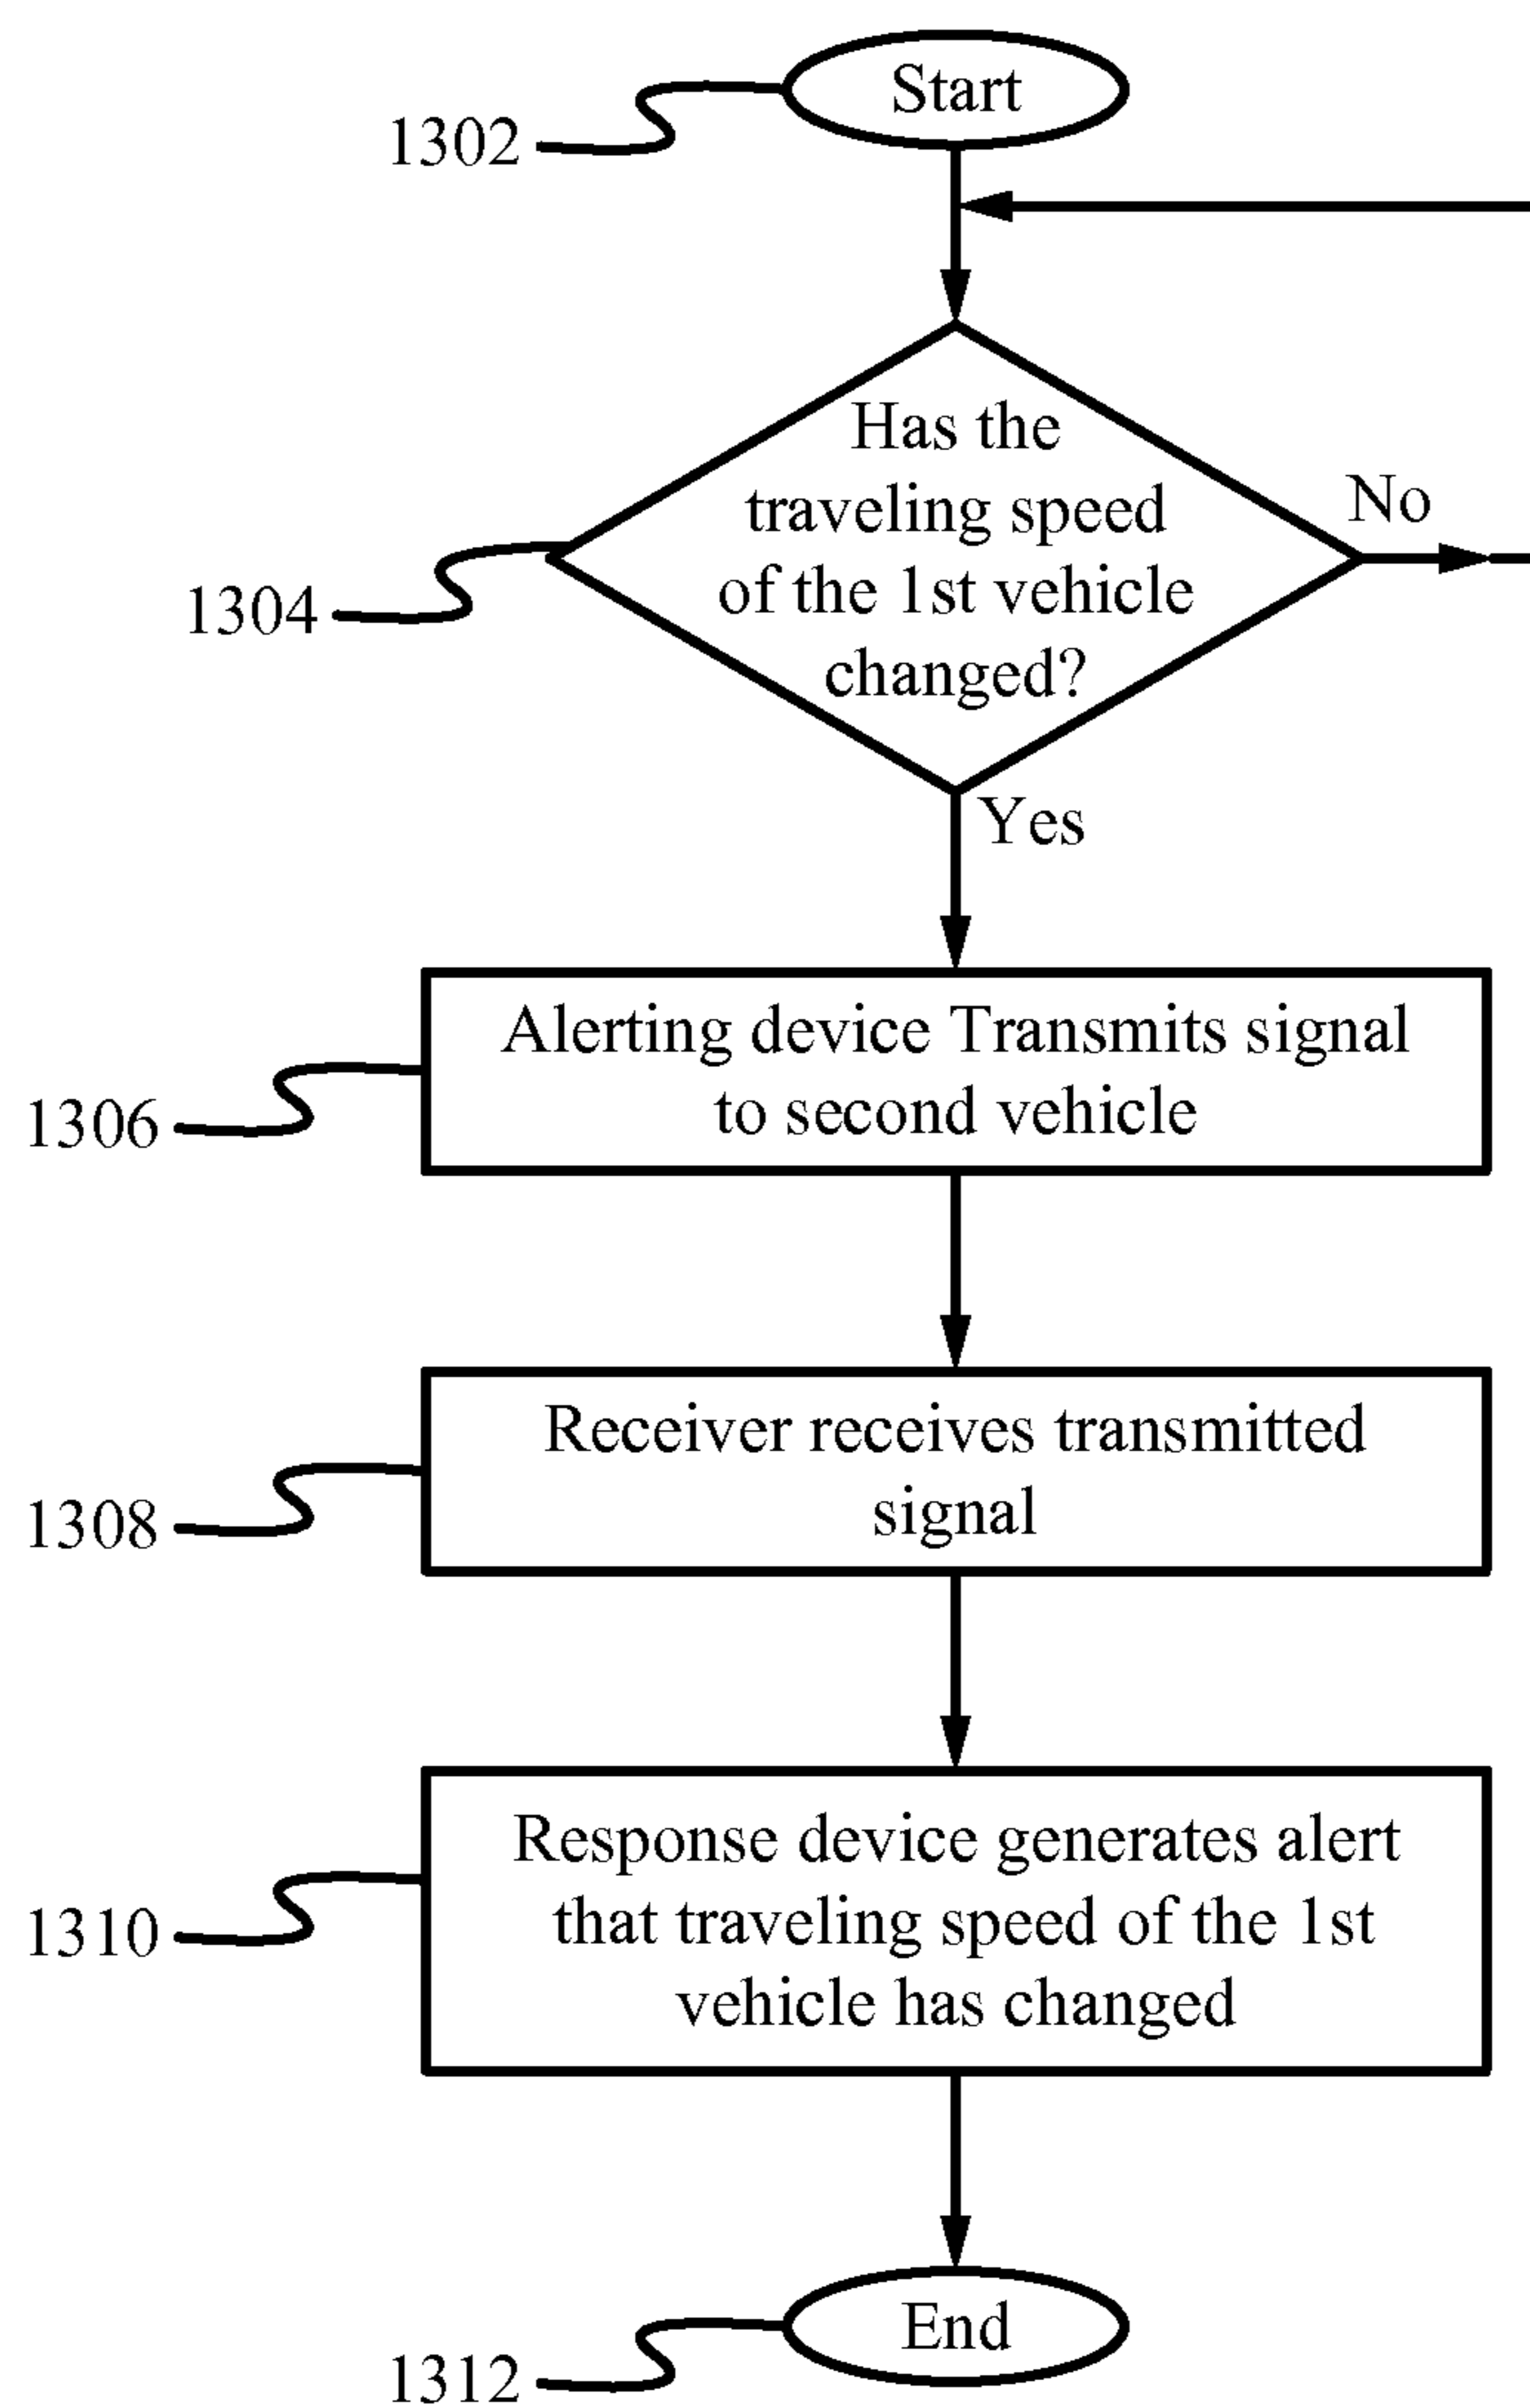 Start
1302
Has the
traveling speed
of the 1st vehicle
changed?
No
1304
Yes
Alerting device Transmits signal
to second vehicle
1306
Receiver receives transmitted
signal
1308
Response device generates alert
that traveling speed of the 1st
vehicle has changed
1310
End
1312